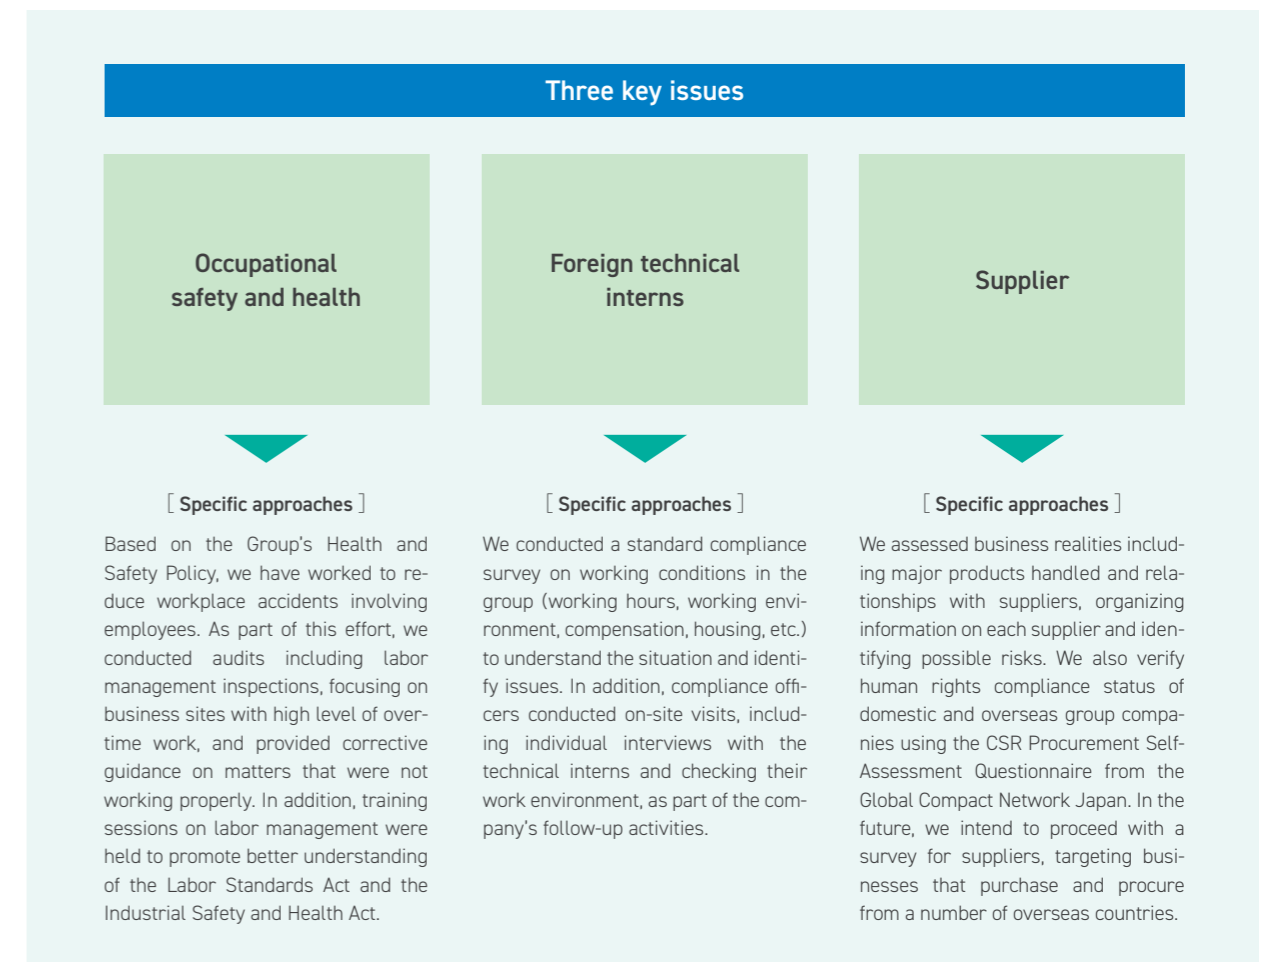 Three key issues
Occupational
safety and health
[ Specific approaches ]
Based on the Group's Health and
Safety Policy, we have worked to re-
duce workplace accidents involving
employees. As part of this effort, we
conducted audits including labor
management inspections, focusing on
business sites with high level of over-
time work, and provided corrective
guidance on matters that were not
working properly. In addition, training
sessions on labor management were
held to promote better understanding
of the Labor Standards Act and the
Industrial Safety and Health Act.
Foreign technical
interns
[ Specific approaches ]
We conducted a standard compliance
survey on working conditions in the
group (working hours, working envi-
ronment, compensation, housing, etc.)
to understand the situation and identi-
fy issues. In addition, compliance offi-
cers conducted on-site visits, includ-
ing individual interviews with the
technical interns and checking their
work environment, as part of the com-
pany's follow-up activities.
Supplier
[ Specific approaches ]
We assessed business realities includ-
ing major products handled and rela-
tionships with suppliers, organizing
information on each supplier and iden-
tifying possible risks. We also verify
human rights compliance status of
domestic and overseas group compa-
nies using the CSR Procurement Self-
Assessment Questionnaire from the
Global Compact Network Japan. In the
future, we intend to proceed with a
survey for suppliers, targeting busi-
nesses that purchase and procure
from a number of overseas countries.